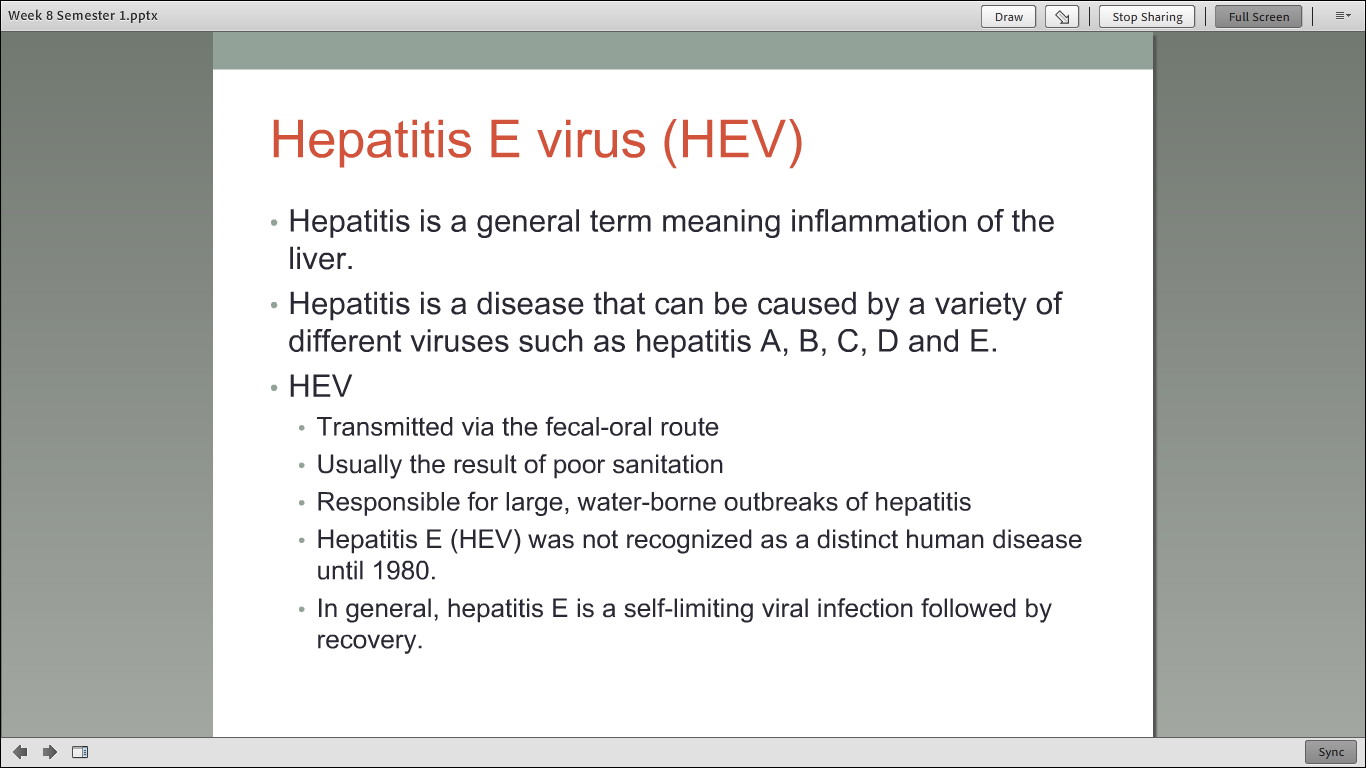 Week 8 Semester 1.pptx
Draw
Stop Sharing
Full Screen
Hepatitis E virus (HEV)
• Hepatitis is a general term meaning inflammation of the
liver.
• Hepatitis is a disease that can be caused by a variety of
different viruses such as hepatitis A, B, C, D and E.
• HEV
• Transmitted via the fecal-oral route
• Usually the result of poor sanitation
• Responsible for large, water-borne outbreaks of hepatitis
• Hepatitis E (HEV) was not recognized as a distinct human disease
until 1980.
• In general, hepatitis E is a self-limiting viral infection followed by
recovery.
Sync